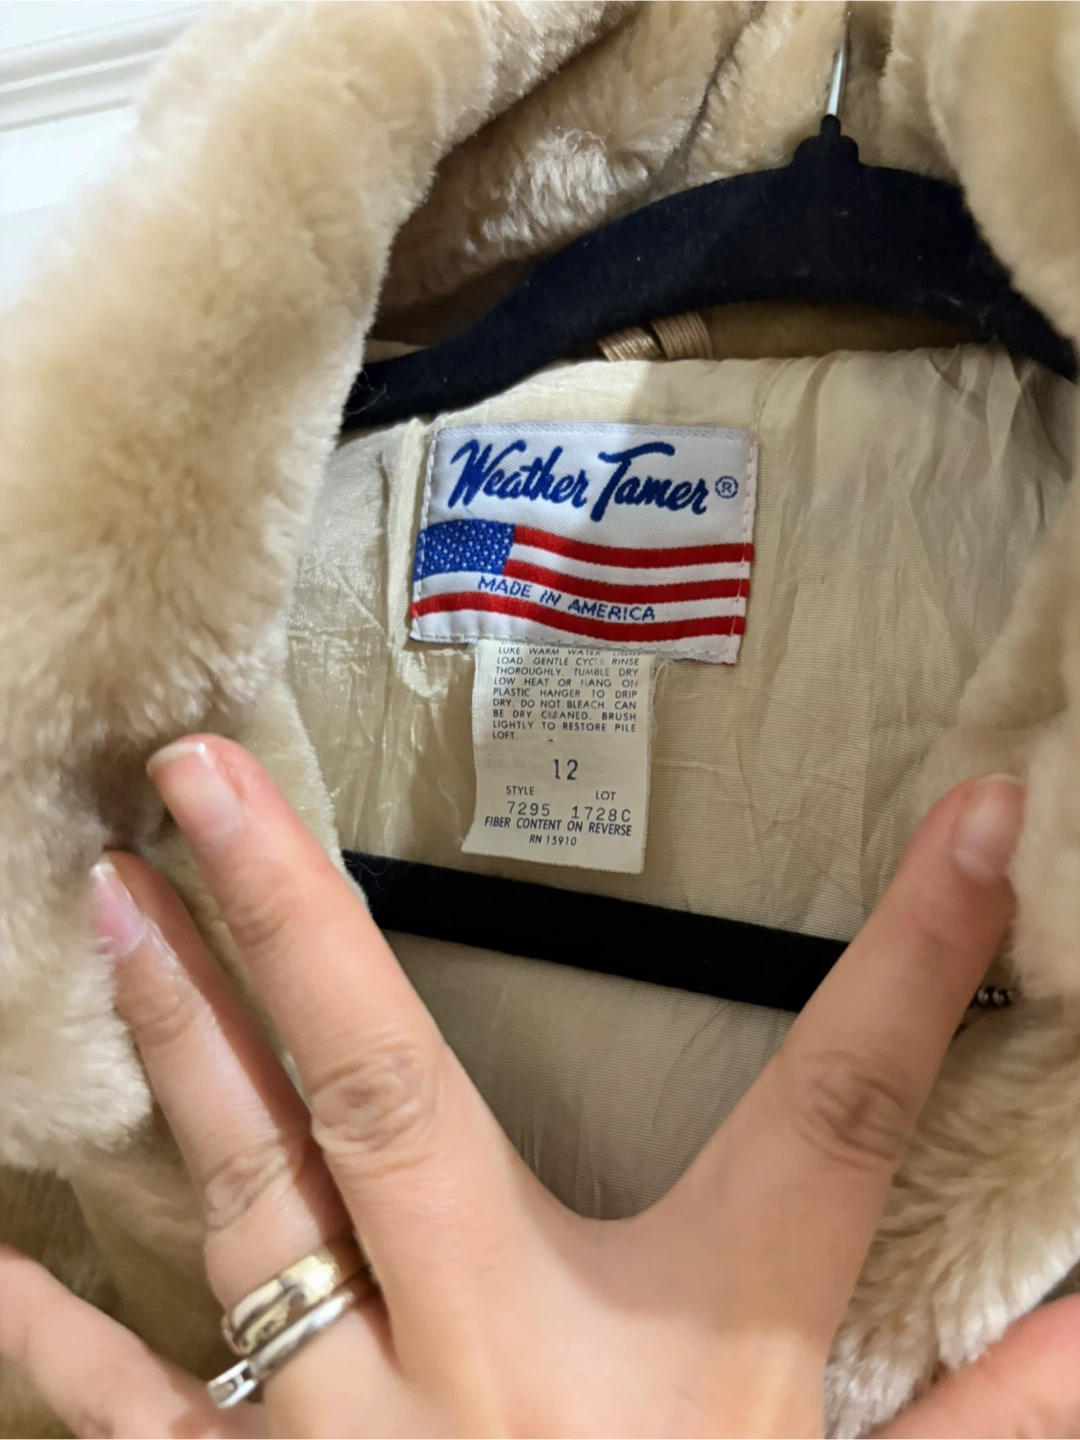 Weather Tamer®
MADE IN AMERICA
LUKE WARM WATER
LOAD. GENTLE CYCLE RINSE
THOROUGHLY. TUMBLE DRY
LOW HEAT OR HANG ON
PLASTIC HANGER TO DRIP
DRY. DO NOT BLEACH. CAN
BE DRY CLEANED. BRUSH
LIGHTLY TO RESTORE PILE
LOFT.
12
STYLE LOT
7295 1728C
FIBER CONTENT ON REVERSE
RN 15910